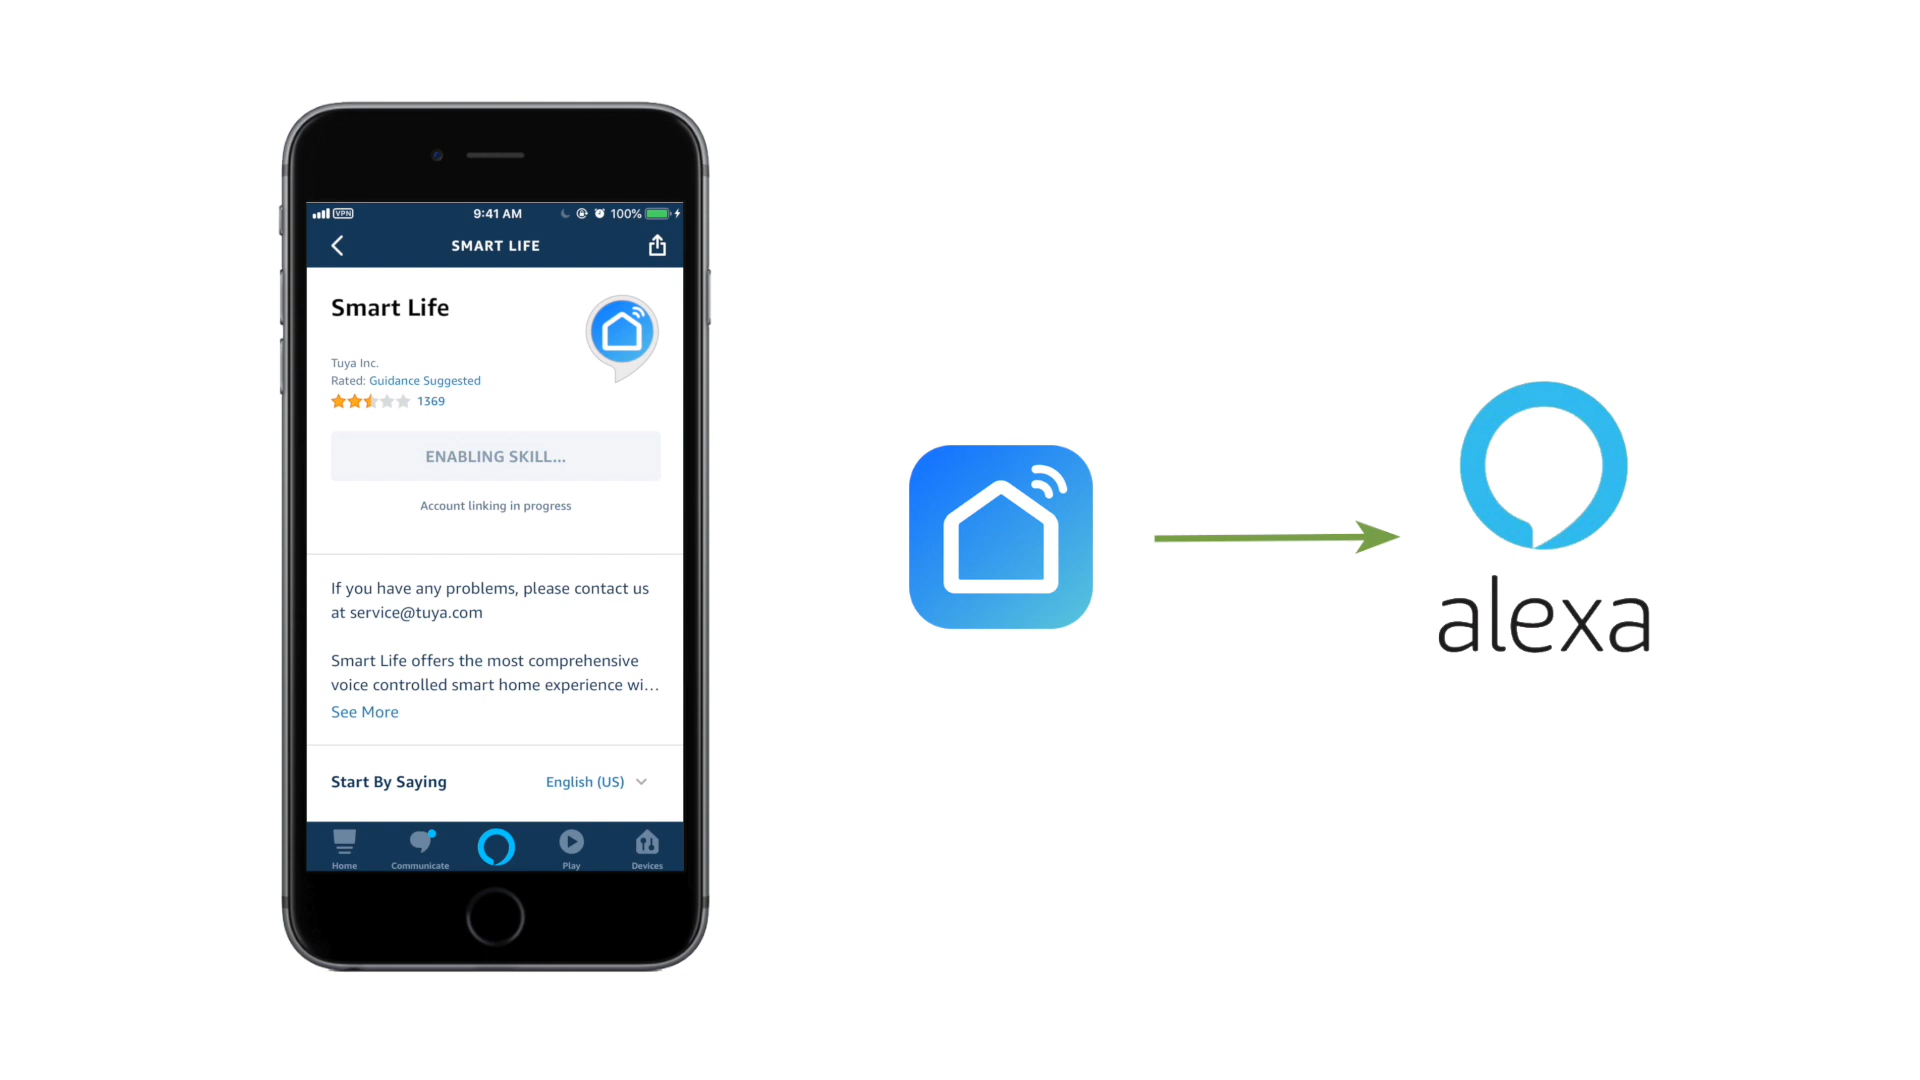 VPN 9:41 AM 100%
SMART LIFE
Smart Life
Tuya Inc.
Rated: Guidance Suggested
1369
ENABLING SKILL...
Account linking in progress
If you have any problems, please contact us
at service@tuya.com
Smart Life offers the most comprehensive
voice controlled smart home experience wi...
See More
Start By Saying English (US)
Home Communicate Play Devices
alexa